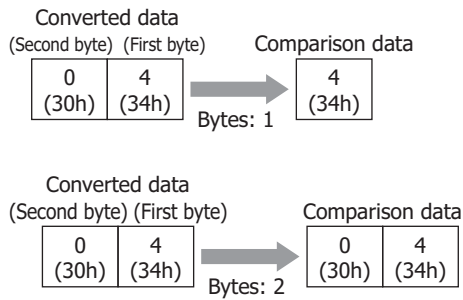 Converted data
(Second byte) (First byte)
Comparison data
0 4 4
(30h) (34h) (34h)
Bytes: 1
Converted data
(Second byte) (First byte)
Comparison data
0 4 0 4
(30h) (34h) (30h) (34h)
Bytes: 2